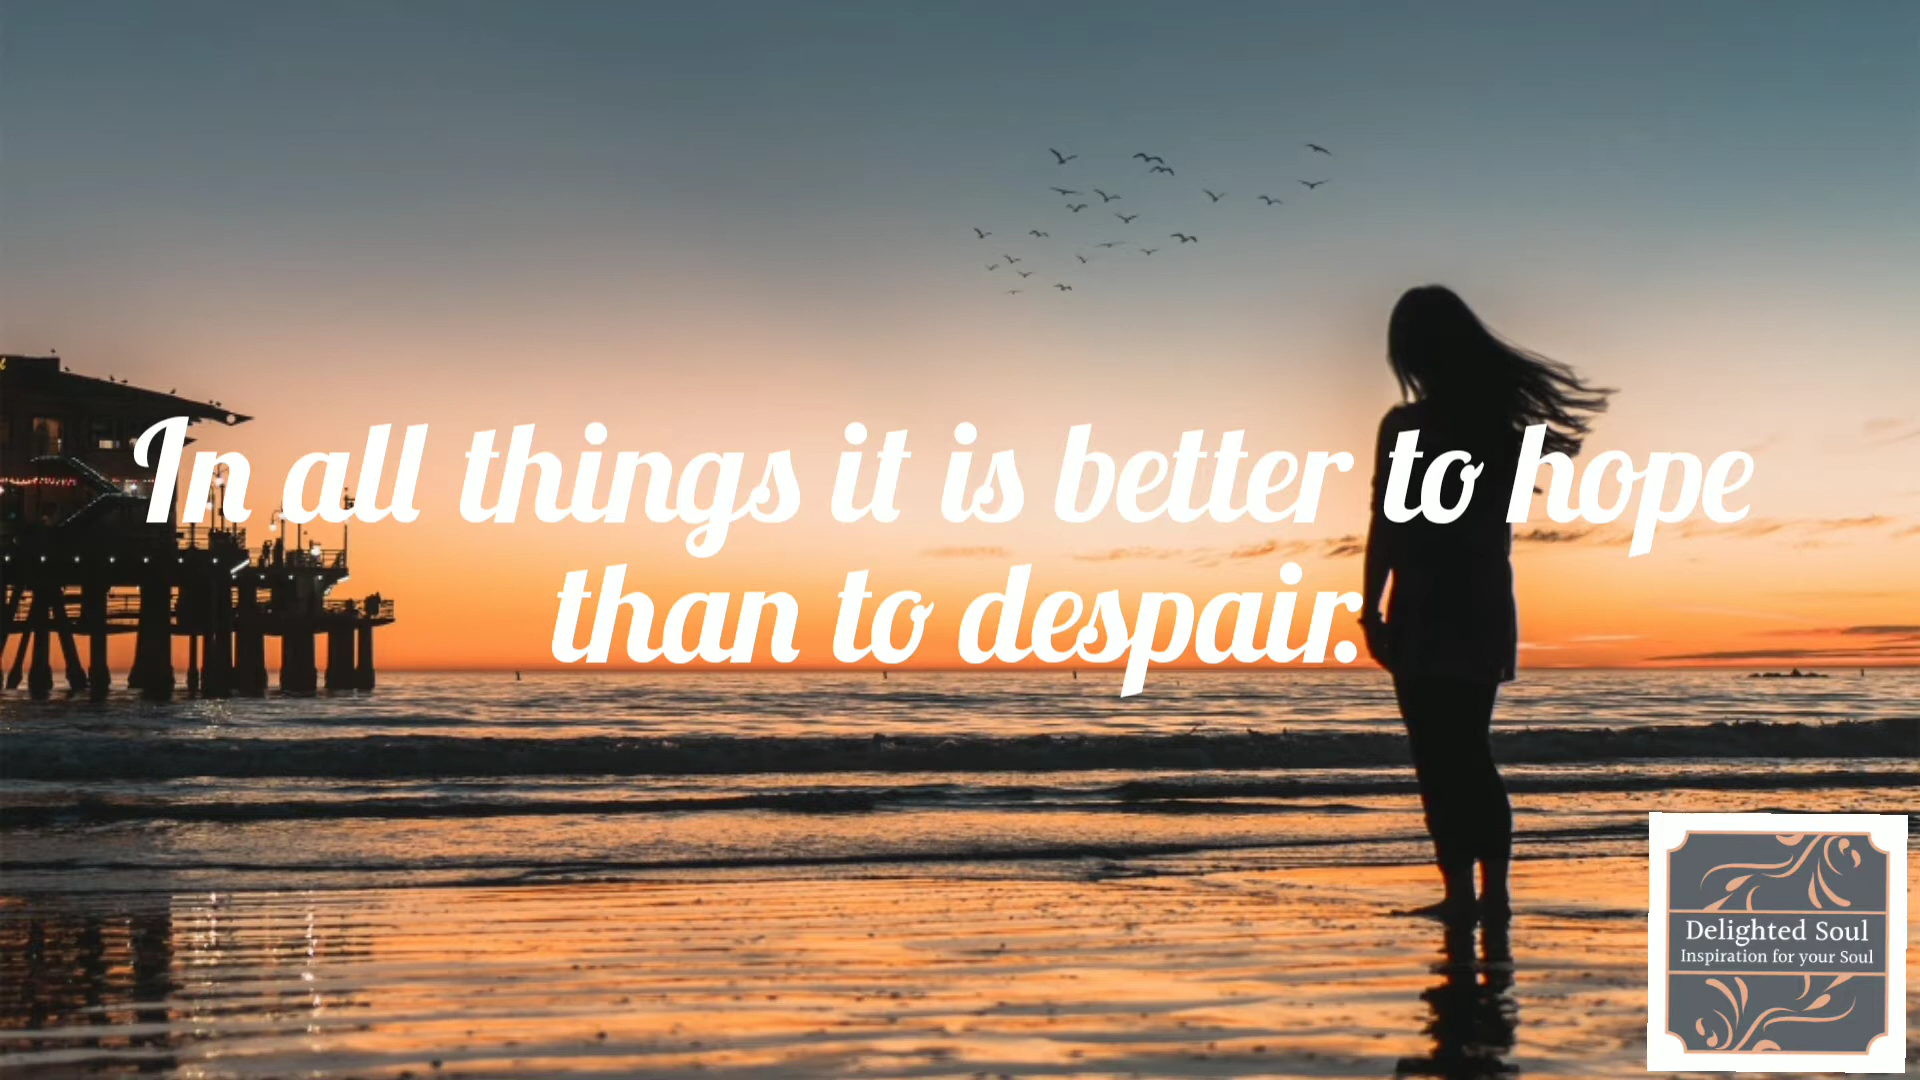 In all things it is better to hope
than to despair.
Delighted Soul
Inspiration for your Soul